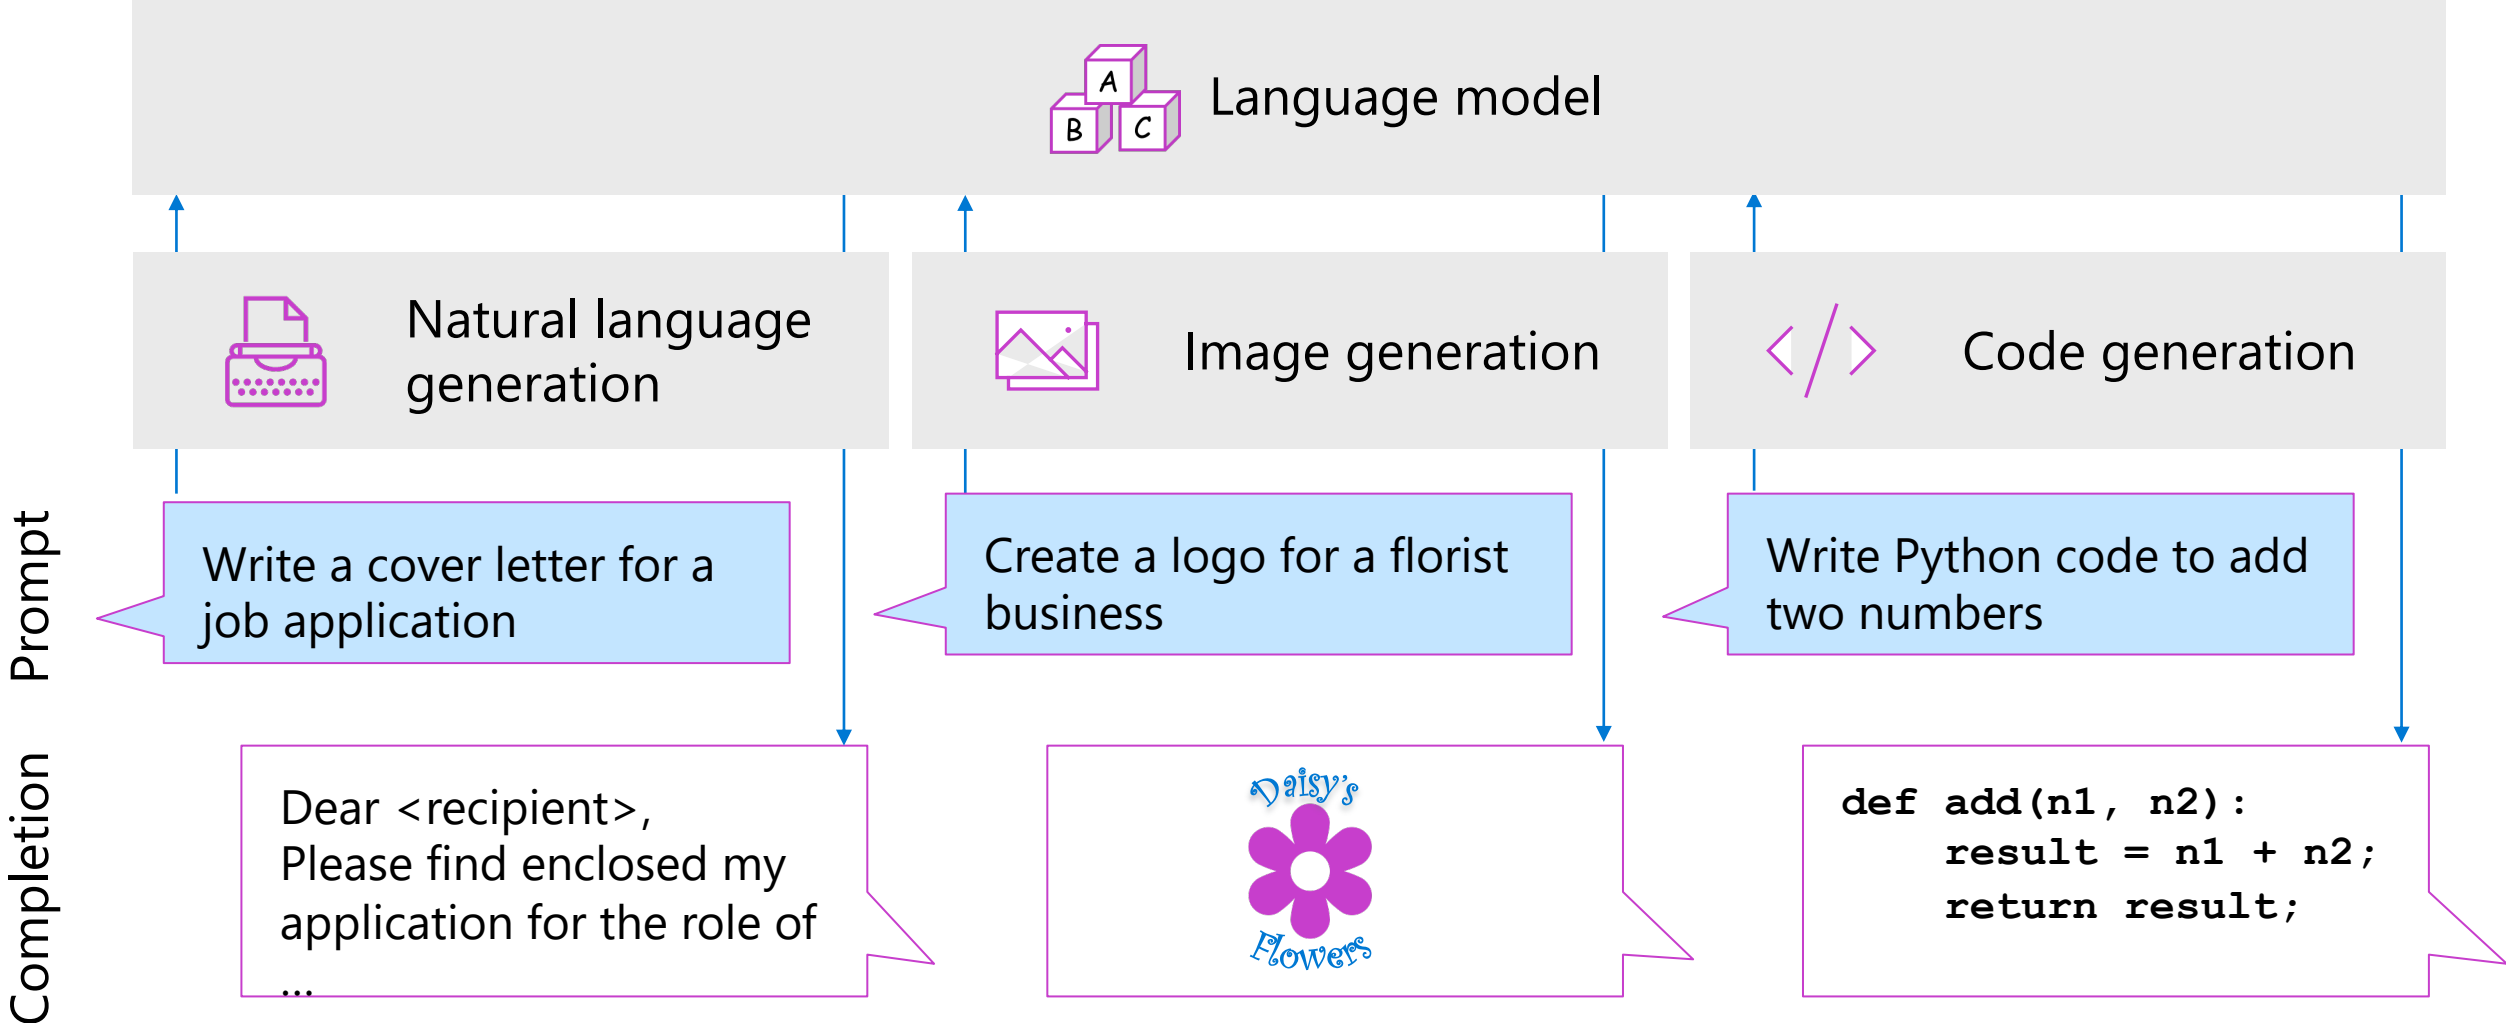 A
B
C
Language model
Natural language
generation
Image generation
Code generation
Prompt
Write a cover letter for a
job application
Create a logo for a florist
business
Write Python code to add
two numbers
Completion
Dear <recipient>,
Please find enclosed my
application for the role of
...
Daisy's
Flowers
def add(n1, n2):
    result = n1 + n2;
    return result;